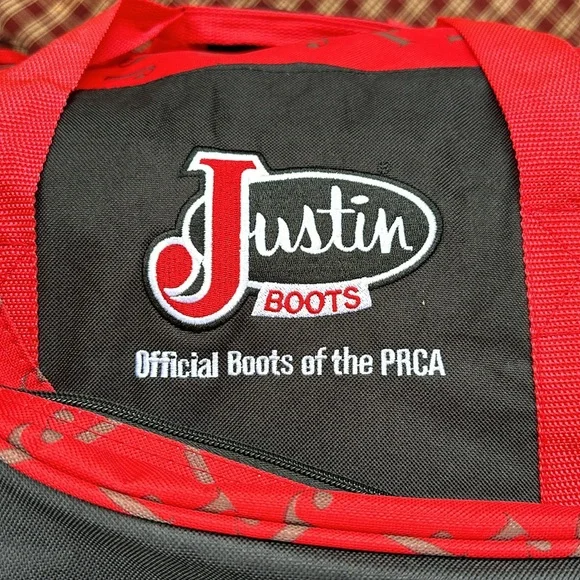 Justin
BOOTS
Official Boots of the PRCA